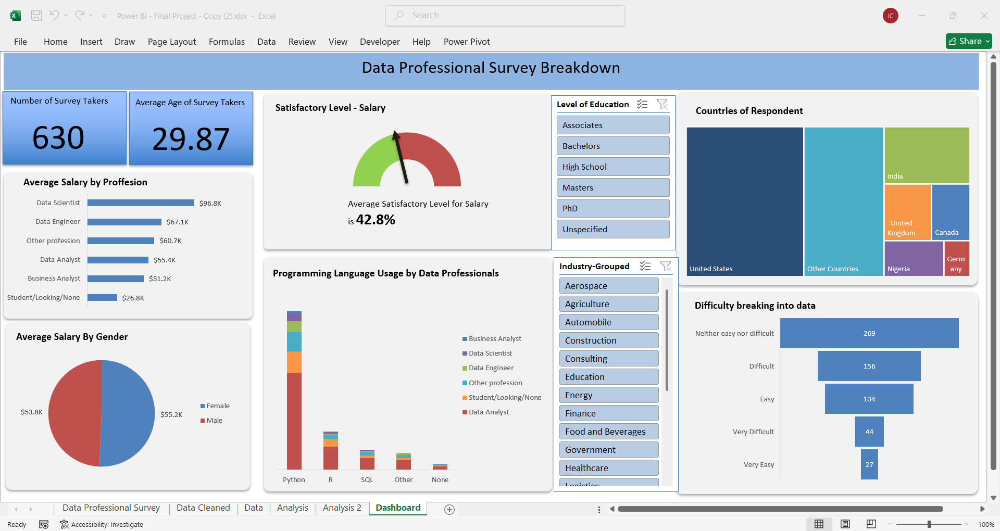 Power BI - Final Project - Copy (2).xlsx - Excel
Search
JC
File Home Insert Draw Page Layout Formulas Data Review View Developer Help Power Pivot
Share
Data Professional Survey Breakdown
Number of Survey Takers
630
Average Age of Survey Takers
29.87
Average Salary by Proffesion
Data Scientist $96.8K
Data Engineer $67.1K
Other profession $60.7K
Data Analyst $55.4K
Business Analyst $51.2K
Student/Looking/None $26.8K
Average Salary By Gender
$53.8K
$55.2K
Female
Male
Satisfactory Level - Salary
Average Satisfactory Level for Salary
is 42.8%
Level of Education
Associates
Bachelors
High School
Masters
PhD
Unspecified
Programming Language Usage by Data Professionals
Business Analyst
Data Scientist
Data Engineer
Other profession
Student/Looking/None
Data Analyst
Python R SQL Other None
Industry-Grouped
Aerospace
Agriculture
Automobile
Construction
Consulting
Education
Energy
Finance
Food and Beverages
Government
Healthcare
Logistics
Countries of Respondent
United States
Other Countries
India
United
Kingdom
Canada
Nigeria
Germ
any
Difficulty breaking into data
Neither easy nor difficult 269
Difficult 156
Easy 134
Very Difficult 44
Very Easy 27
Data Professional Survey Data Cleaned Data Analysis Analysis 2 Dashboard
Ready
Accessibility: Investigate
100%